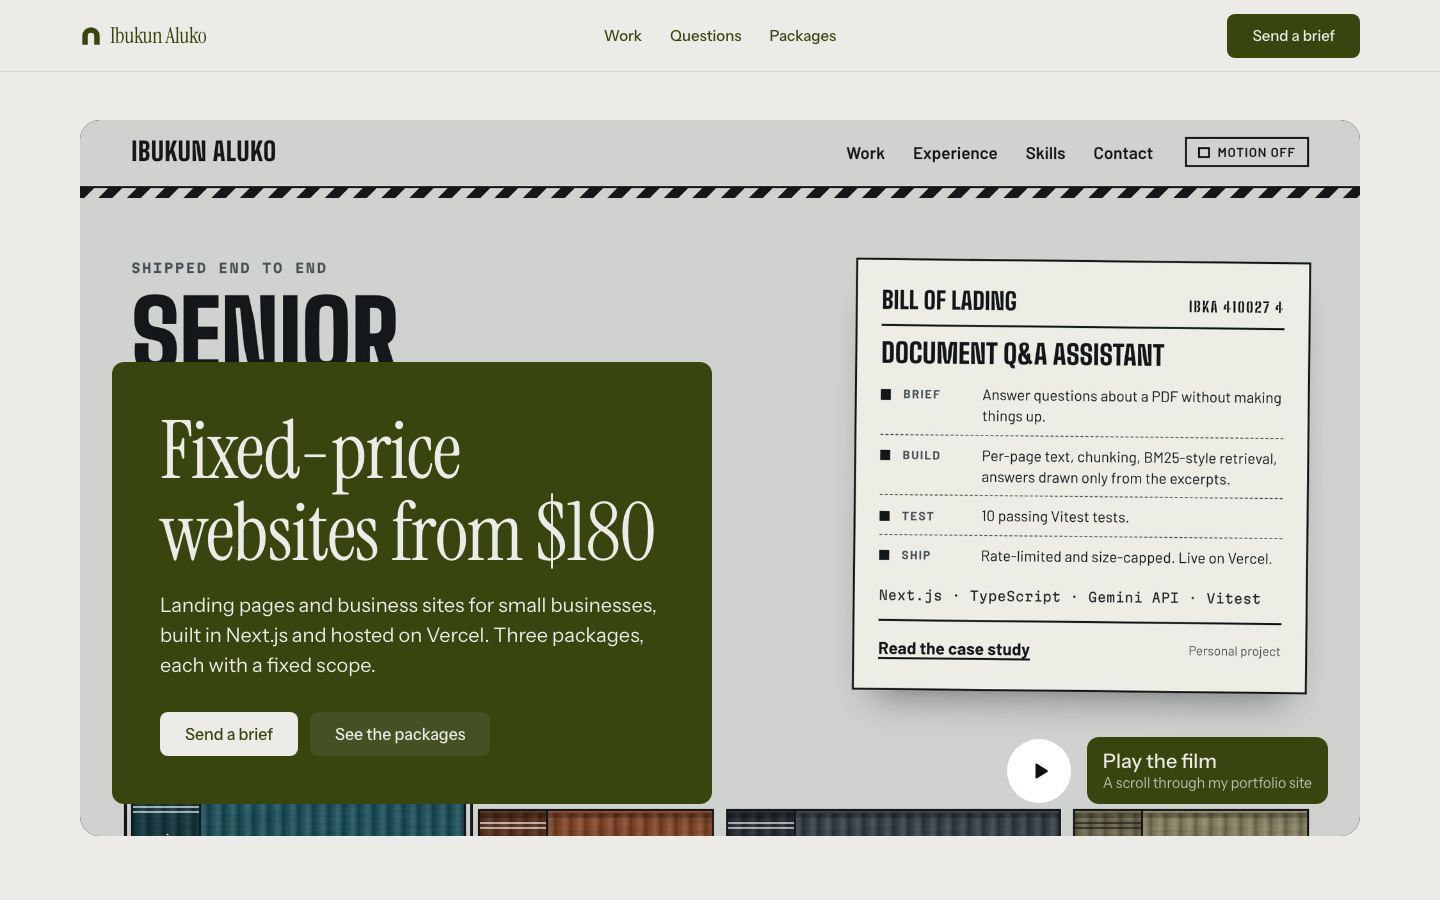 Ibukun Aluko
Work Questions Packages
Send a brief
IBUKUN ALUKO
Work Experience Skills Contact
MOTION OFF
SHIPPED END TO END
SENIOR
Fixed-price
websites from $180
Landing pages and business sites for small businesses,
built in Next.js and hosted on Vercel. Three packages,
each with a fixed scope.
Send a brief
See the packages
BILL OF LADING
IBKA 410027 4
DOCUMENT Q&A ASSISTANT
BRIEF
Answer questions about a PDF without making
things up.
BUILD
Per-page text, chunking, BM25-style retrieval,
answers drawn only from the excerpts.
TEST
10 passing Vitest tests.
SHIP
Rate-limited and size-capped. Live on Vercel.
Next.js · TypeScript · Gemini API · Vitest
Read the case study
Personal project
Play the film
A scroll through my portfolio site